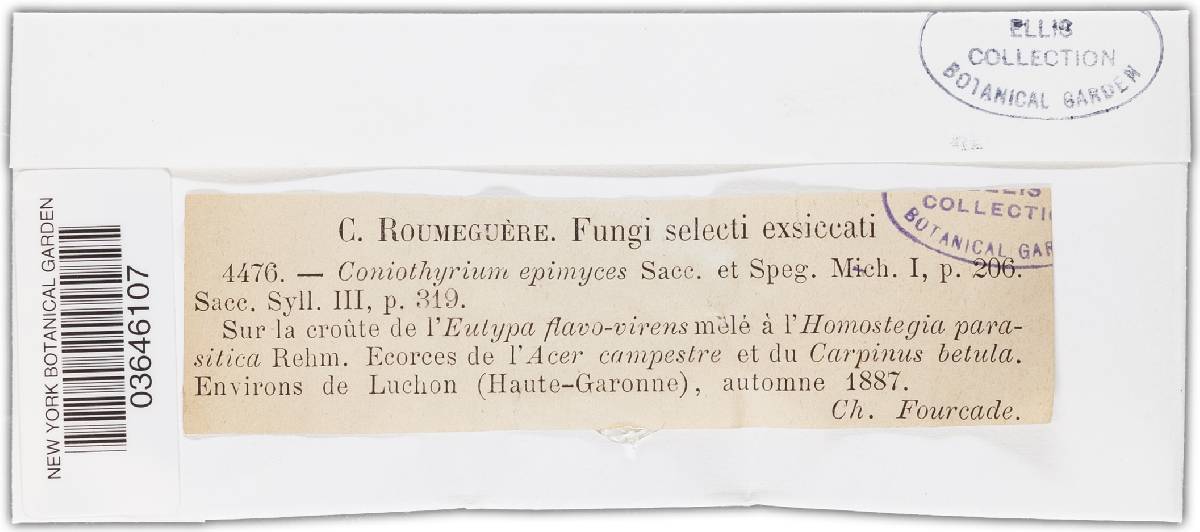 ELLIS
COLLECTION
BOTANICAL GARDEN
NEW YORK BOTANICAL GARDEN
03646107
ELLIS
COLLECTI
BOTANICAL GAR
C. ROUMEGUÈRE. Fungi selecti exsiccati
4476. — Coniothyrium epimyces Sacc. et Speg. Mich. I, p. 206.
Sacc. Syll. III, p. 319.
Sur la croûte de l'Eutypa flavo-virens mêlé à l'Homostegia para-
sitica Rehm. Ecorces de l'Acer campestre et du Carpinus betula.
Environs de Luchon (Haute-Garonne), automne 1887.
Ch. Fourcade.